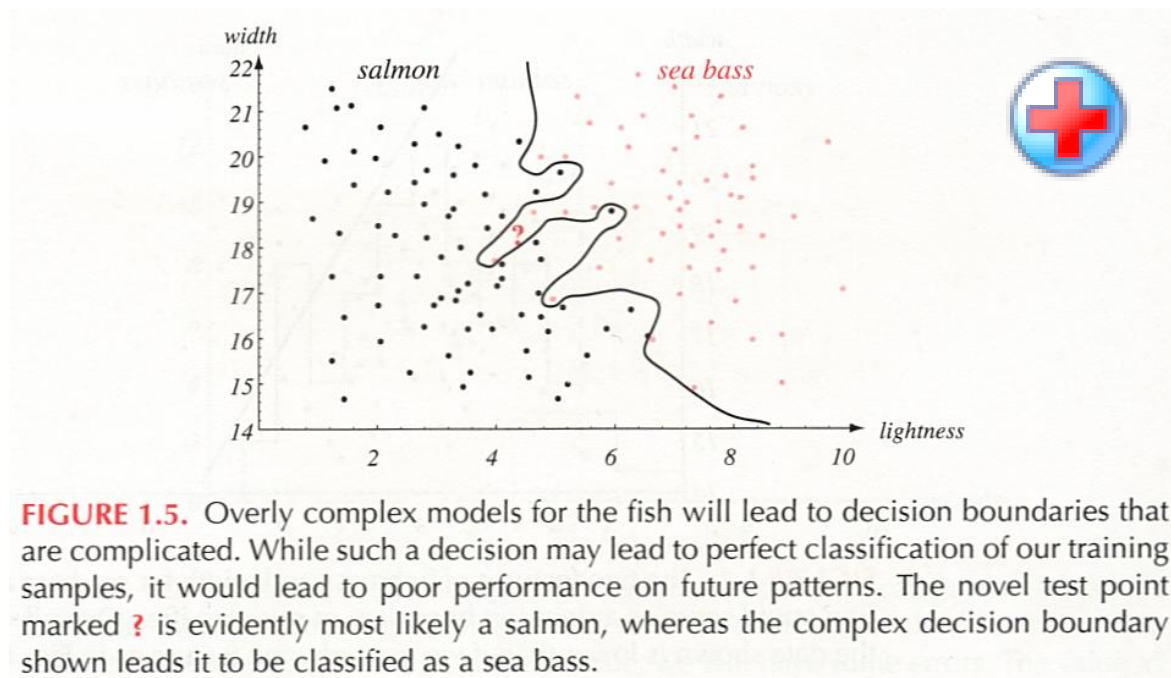 width
22
salmon
sea bass
21
20
19
?
18
17
16
15
14
lightness
2 4 6 8 10
FIGURE 1.5. Overly complex models for the fish will lead to decision boundaries that
are complicated. While such a decision may lead to perfect classification of our training
samples, it would lead to poor performance on future patterns. The novel test point
marked ? is evidently most likely a salmon, whereas the complex decision boundary
shown leads it to be classified as a sea bass.